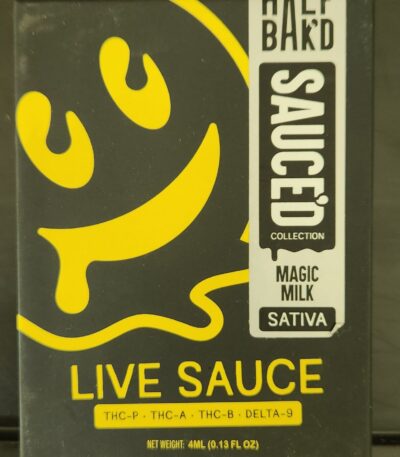 HALF
BAK'D
SAUCE'D
COLLECTION
MAGIC
MILK
SATIVA
LIVE SAUCE
THC-P · THC-A · THC-B · DELTA-9
NET WEIGHT: 4ML (0.13 FL OZ)